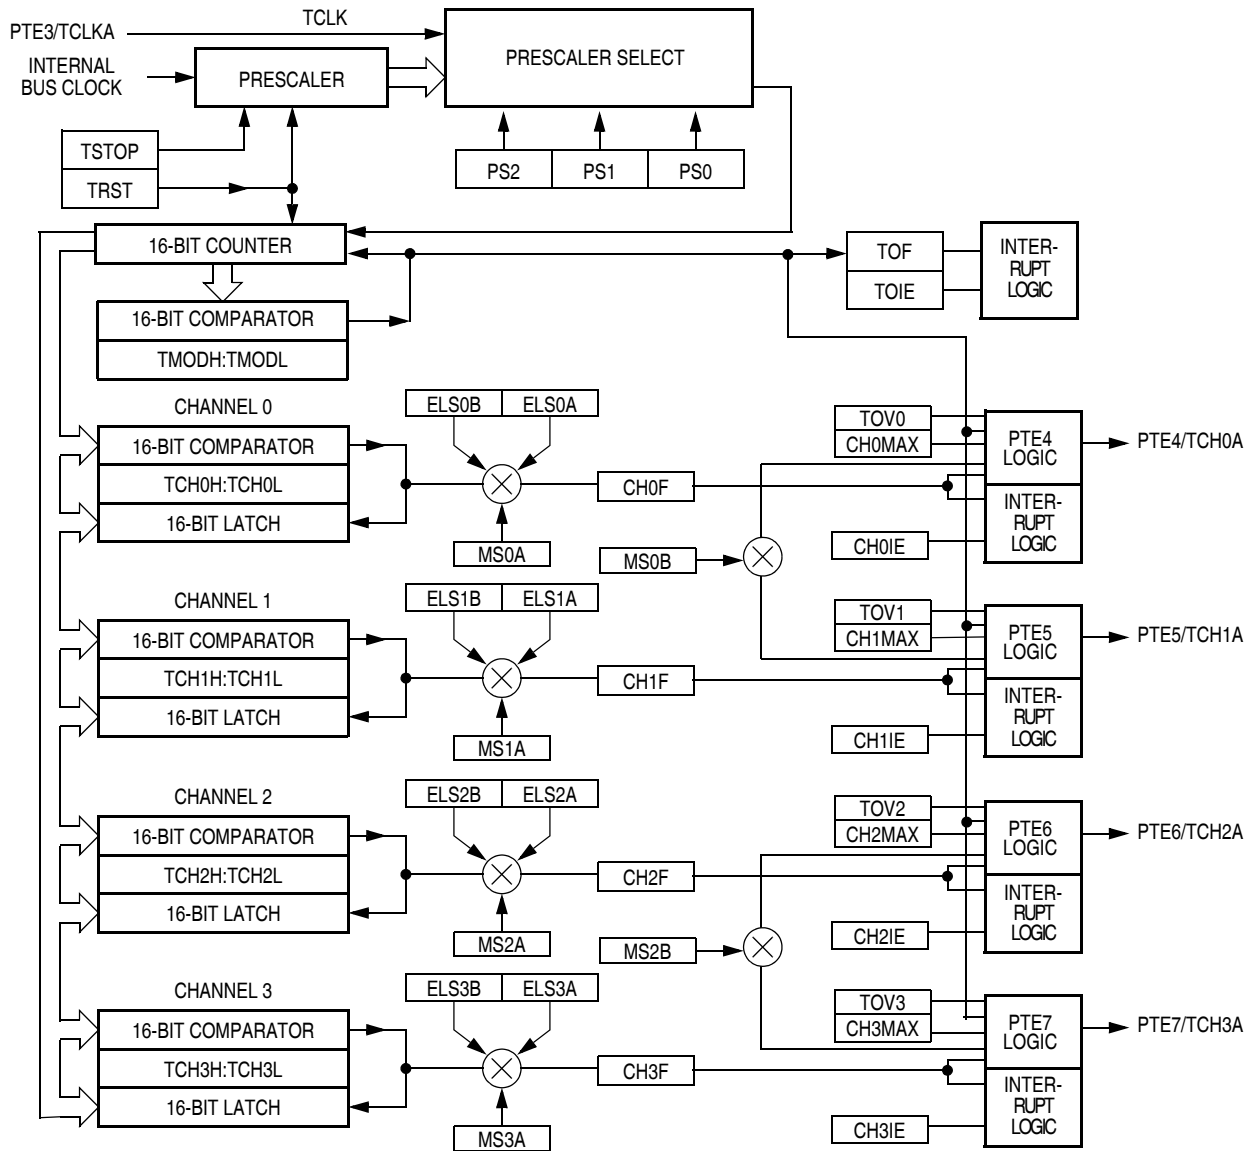 TCLK
PTE3/TCLKA
PRESCALER SELECT
INTERNAL
BUS CLOCK
PRESCALER
TSTOP
TRST
PS2
PS1
PS0
16-BIT COUNTER
TOF
TOIE
INTER-
RUPT
LOGIC
16-BIT COMPARATOR
TMODH:TMODL
CHANNEL 0
ELS0B
ELS0A
16-BIT COMPARATOR
TCH0H:TCH0L
16-BIT LATCH
MS0A
CH0F
MS0B
TOV0
CH0MAX
CH0IE
PTE4
LOGIC
INTER-
RUPT
LOGIC
PTE4/TCH0A
CHANNEL 1
ELS1B
ELS1A
16-BIT COMPARATOR
TCH1H:TCH1L
16-BIT LATCH
MS1A
CH1F
TOV1
CH1MAX
CH1IE
PTE5
LOGIC
INTER-
RUPT
LOGIC
PTE5/TCH1A
CHANNEL 2
ELS2B
ELS2A
16-BIT COMPARATOR
TCH2H:TCH2L
16-BIT LATCH
MS2A
CH2F
MS2B
TOV2
CH2MAX
CH2IE
PTE6
LOGIC
INTER-
RUPT
LOGIC
PTE6/TCH2A
CHANNEL 3
ELS3B
ELS3A
16-BIT COMPARATOR
TCH3H:TCH3L
16-BIT LATCH
MS3A
CH3F
TOV3
CH3MAX
CH3IE
PTE7
LOGIC
INTER-
RUPT
LOGIC
PTE7/TCH3A